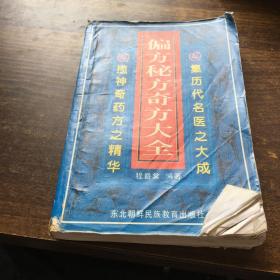 偏方秘方奇方大全
集历代名医之大成
神奇药方之精华
编著
东北朝鲜民族教育出版社